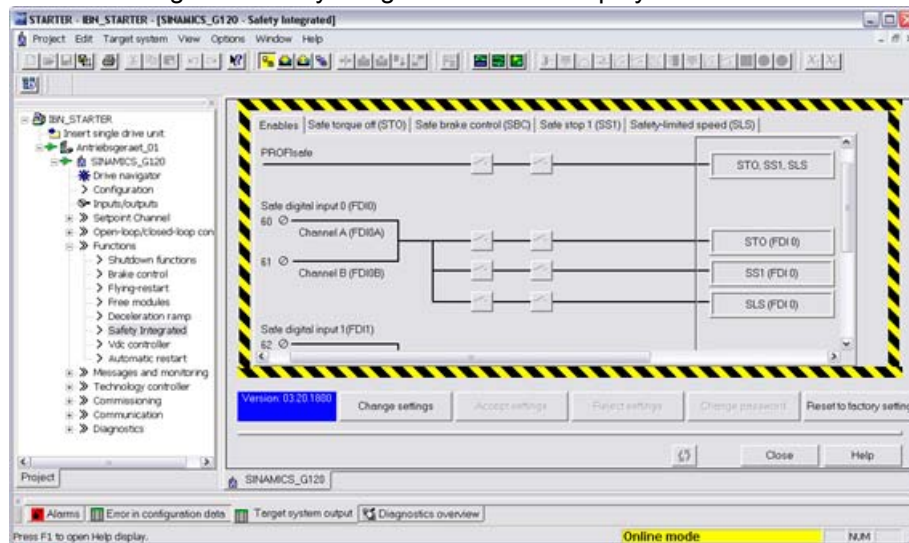 STARTER - IBN_STARTER - [SINAMICS_G120 - Safety Integrated]
Project Edit Target system View Options Window Help
IBN_STARTER
Insert single drive unit
Antriebsgeraet_01
SINAMICS_G120
Drive navigator
Configuration
Inputs/outputs
Setpoint Channel
Open-loop/closed-loop con
Functions
Shutdown functions
Brake control
Flying-restart
Free modules
Deceleration ramp
Safety Integrated
Vdc controller
Automatic restart
Messages and monitoring
Technology controller
Commissioning
Communication
Diagnostics
Project
Enables Safe torque off (STO) Safe brake control (SBC) Safe stop 1 (SS1) Safety-limited speed (SLS)
PROFIsafe
STO, SS1, SLS
Safe digital input 0 (FDI0)
60
Channel A (FDI0A)
STO (FDI 0)
61
Channel B (FDI0B)
SS1 (FDI 0)
SLS (FDI 0)
Safe digital input 1(FDI1)
62
Version: 03.20.1800 Change settings Accept settings Reject settings Change password Reset to factory setting
Close Help
SINAMICS_G120
Alarms Error in configuration data Target system output Diagnostics overview
Press F1 to open Help display. Online mode NUM